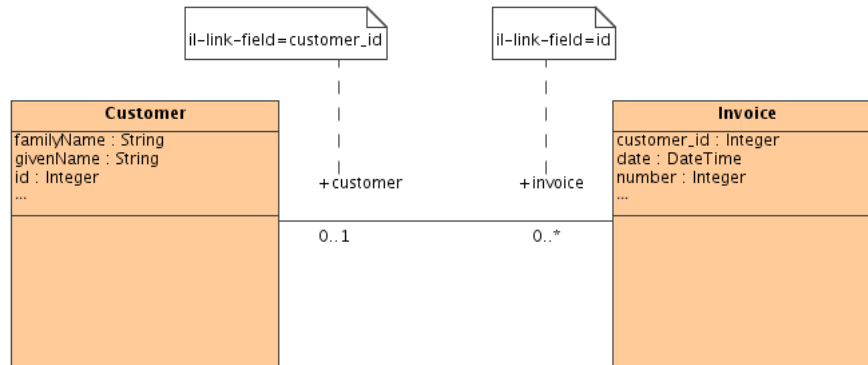 il-link-field=customer_id
il-link-field=id
Customer
familyName : String
givenName : String
id : Integer
...
+customer
+invoice
0..1
0..*
Invoice
customer_id : Integer
date : DateTime
number : Integer
...